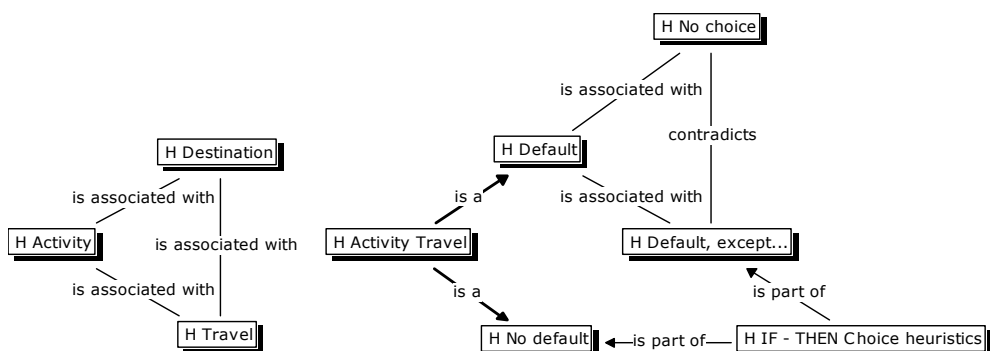 H No choice
is associated with
contradicts
H Destination
H Default
is associated with
is a
is associated with
H Activity
is associated with
H Activity Travel
H Default, except...
is associated with
is a
is part of
H Travel
H No default
is part of
H IF - THEN Choice heuristics